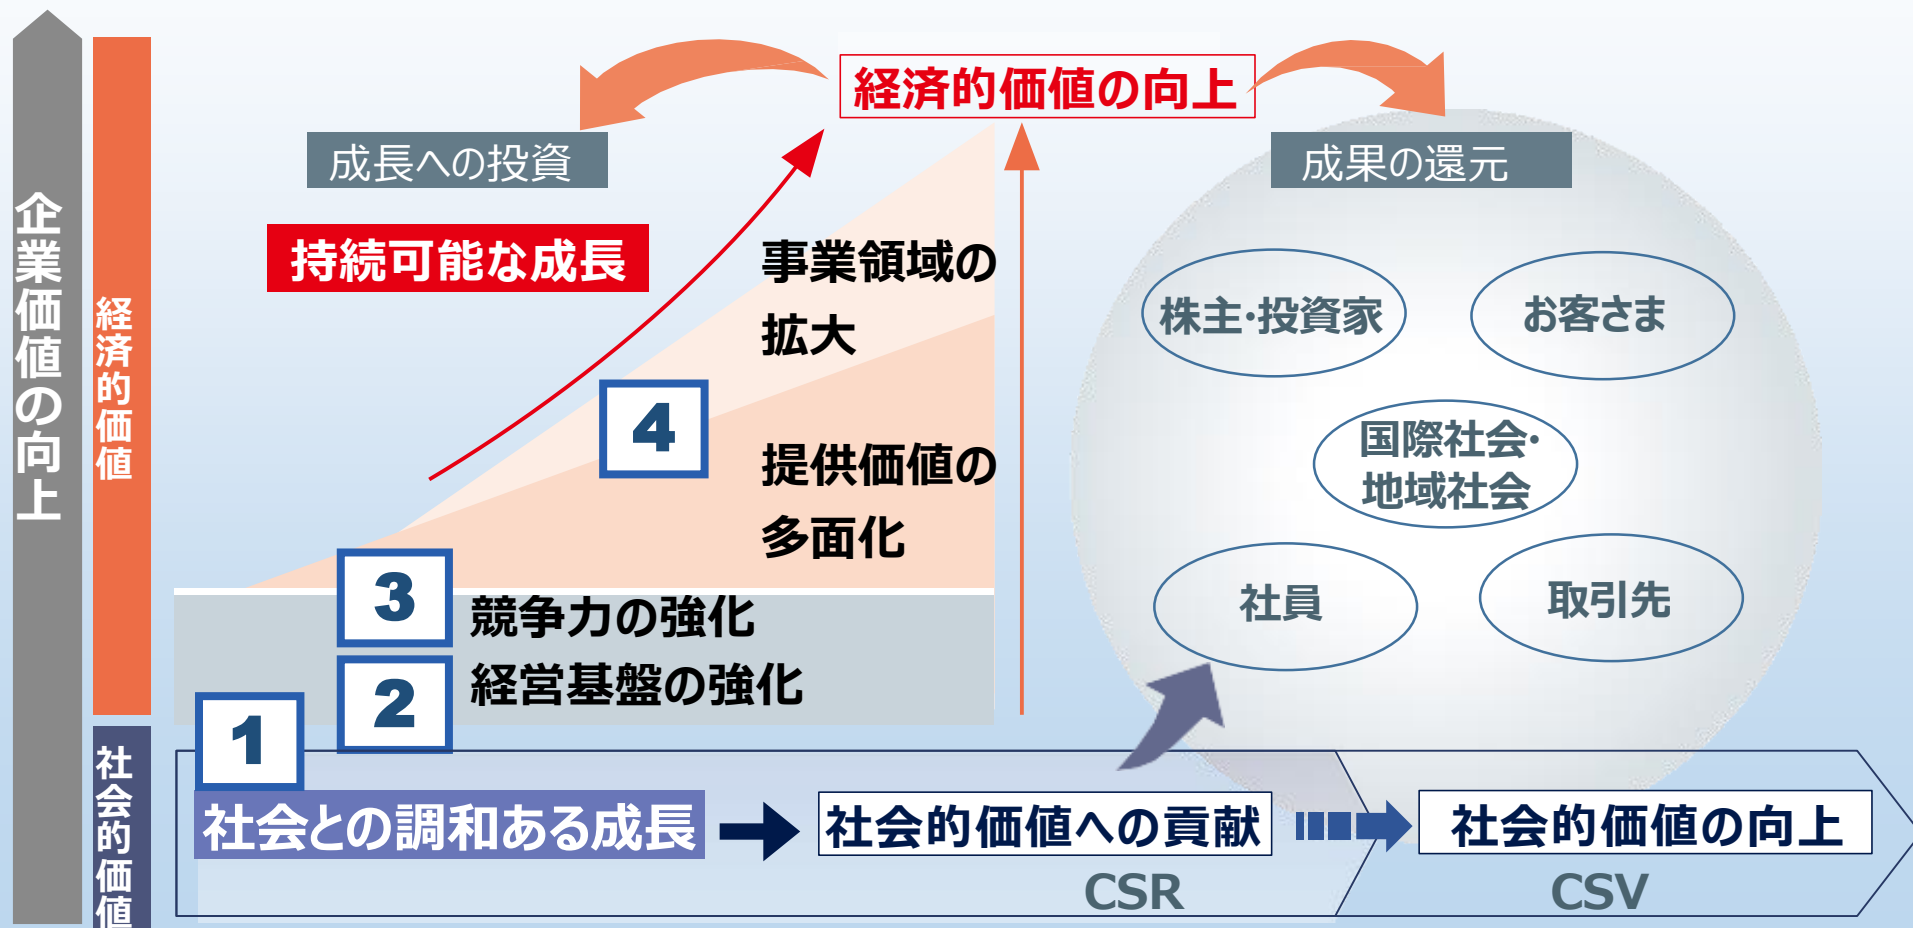 企業価値の向上
経済的価値
社会的価値
経済的価値の向上
成長への投資
成果の還元
持続可能な成長
事業領域の
拡大
4
提供価値の
多面化
3
競争力の強化
2
経営基盤の強化
1
株主・投資家
お客さま
国際社会・
地域社会
社員
取引先
社会との調和ある成長
社会的価値への貢献
社会的価値の向上
CSR
CSV